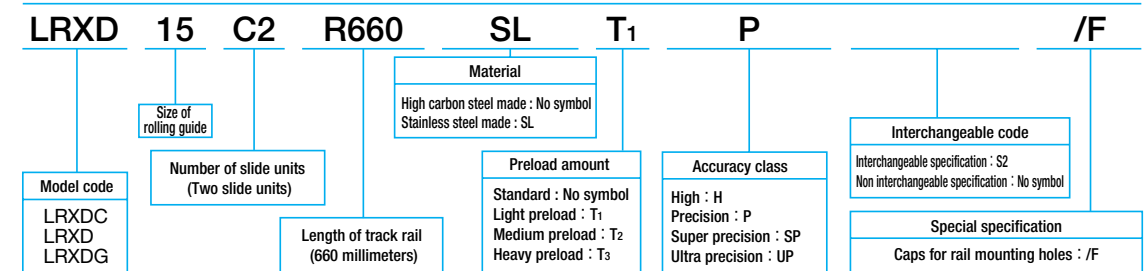 LRXD 15 C2 R660 SL T1 P /F
Material
High carbon steel made : No symbol
Stainless steel made : SL
Size of
rolling guide
Interchangeable code
Interchangeable specification : S2
Non interchangeable specification : No symbol
Number of slide units
(Two slide units)
Preload amount
Standard : No symbol
Light preload : T1
Medium preload : T2
Heavy preload : T3
Accuracy class
High : H
Precision : P
Super precision : SP
Ultra precision : UP
Model code
LRXDC
LRXD
LRXDG
Length of track rail
(660 millimeters)
Special specification
Caps for rail mounting holes : /F